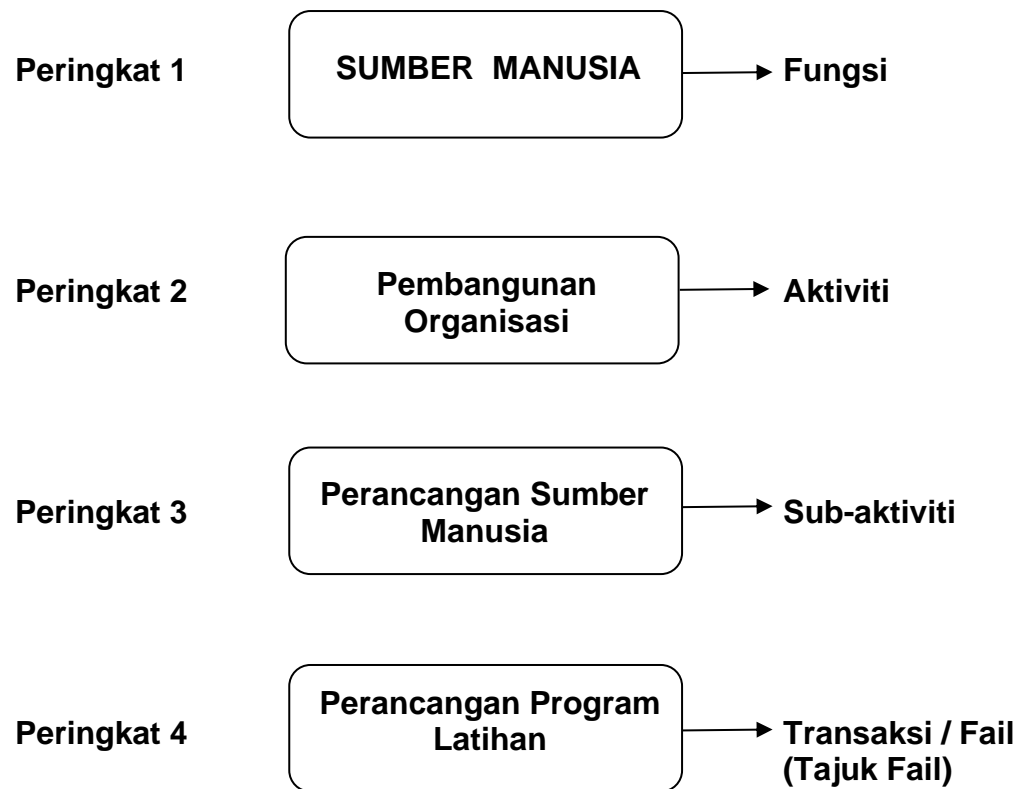 Peringkat 1 SUMBER MANUSIA Fungsi
Peringkat 2 Pembangunan Organisasi Aktiviti
Peringkat 3 Perancangan Sumber Manusia Sub-aktiviti
Peringkat 4 Perancangan Program Latihan Transaksi / Fail (Tajuk Fail)